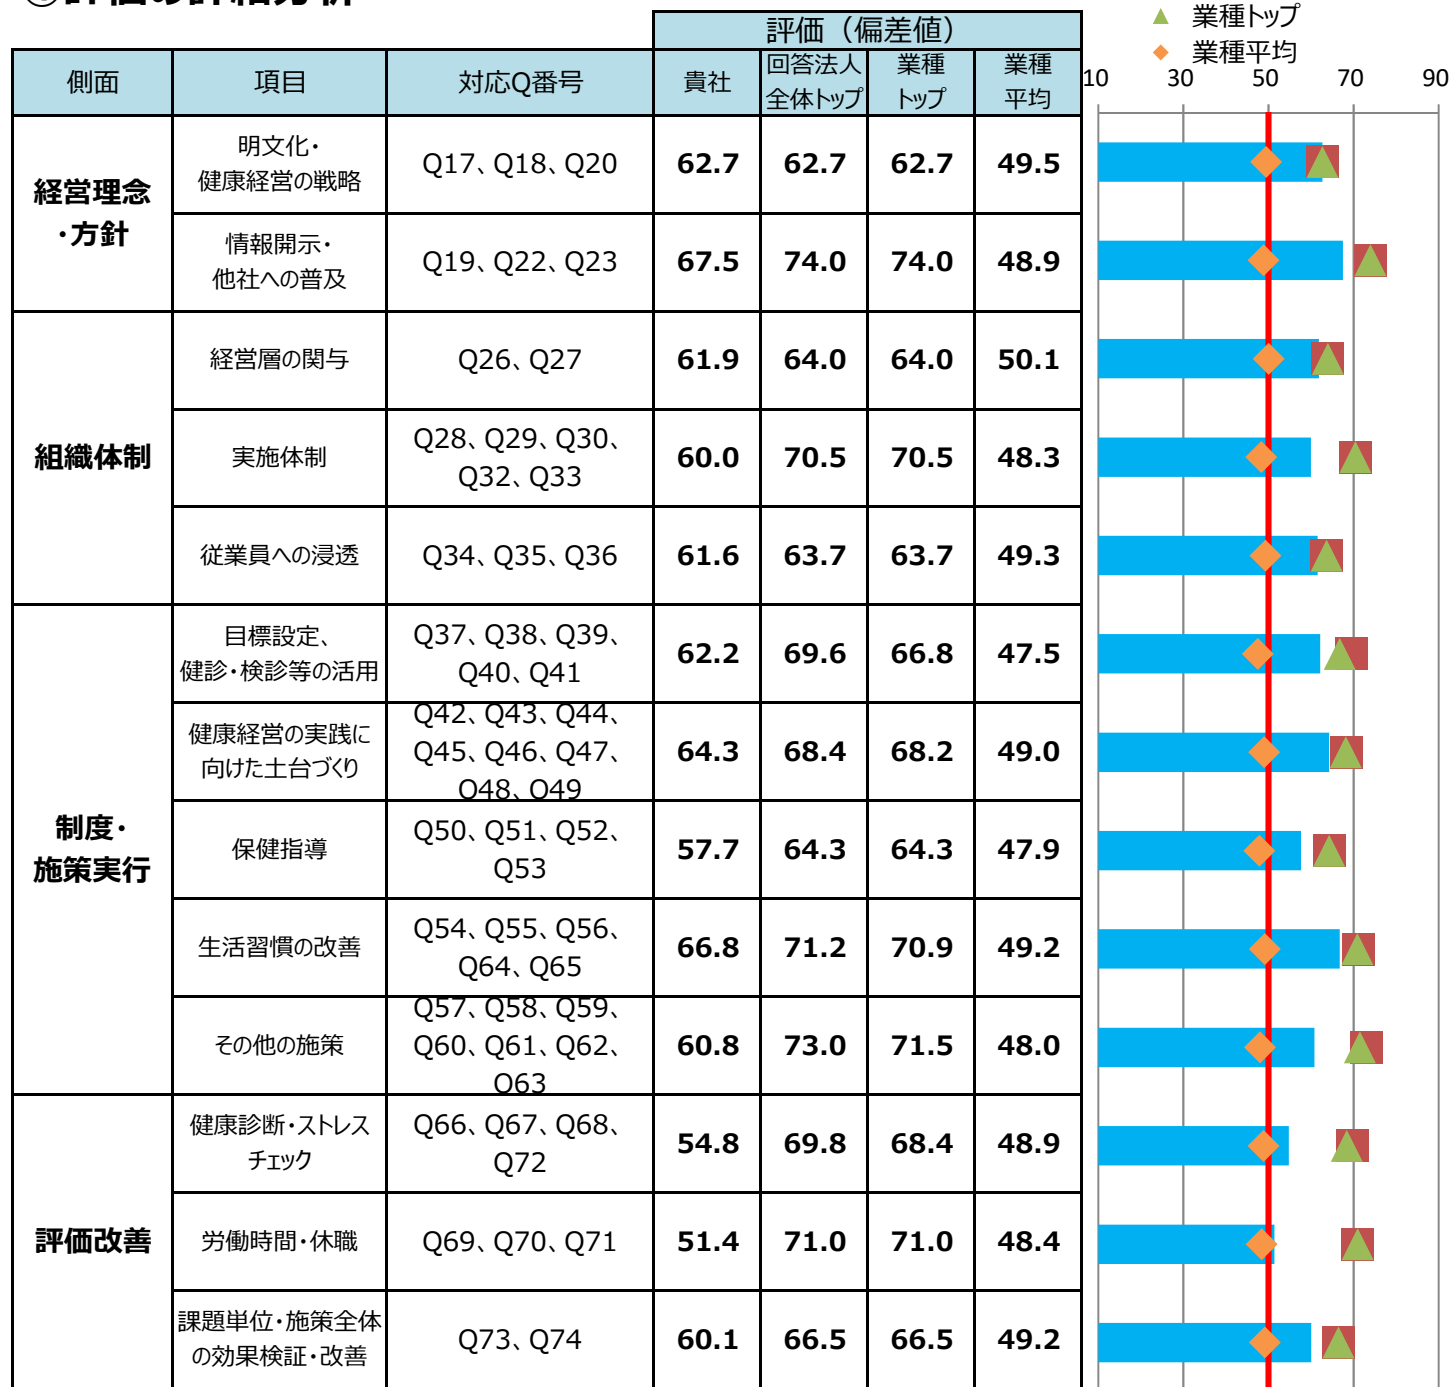 評価の詳細分析
▲ 業種トップ
◆ 業種平均
評価（偏差値）
側面 項目 対応Q番号 貴社 回答法人 業種 業種
全体トップ トップ 平均
10 30 50 70 90
経営理念
・方針
明文化・
健康経営の戦略
Q17、Q18、Q20 62.7 62.7 62.7 49.5
情報開示・
他社への普及
Q19、Q22、Q23 67.5 74.0 74.0 48.9
組織体制
経営層の関与 Q26、Q27 61.9 64.0 64.0 50.1
実施体制
Q28、Q29、Q30、
Q32、Q33
60.0 70.5 70.5 48.3
従業員への浸透 Q34、Q35、Q36 61.6 63.7 63.7 49.3
制度・
施策実行
目標設定、
健診・検診等の活用
Q37、Q38、Q39、
Q40、Q41
62.2 69.6 66.8 47.5
健康経営の実践に
向けた土台づくり
Q42、Q43、Q44、
Q45、Q46、Q47、
Q48、Q49
64.3 68.4 68.2 49.0
保健指導
Q50、Q51、Q52、
Q53
57.7 64.3 64.3 47.9
生活習慣の改善
Q54、Q55、Q56、
Q64、Q65
66.8 71.2 70.9 49.2
その他の施策
Q57、Q58、Q59、
Q60、Q61、Q62、
Q63
60.8 73.0 71.5 48.0
評価改善
健康診断・ストレス
チェック
Q66、Q67、Q68、
Q72
54.8 69.8 68.4 48.9
労働時間・休職 Q69、Q70、Q71 51.4 71.0 71.0 48.4
課題単位・施策全体
の効果検証・改善
Q73、Q74 60.1 66.5 66.5 49.2